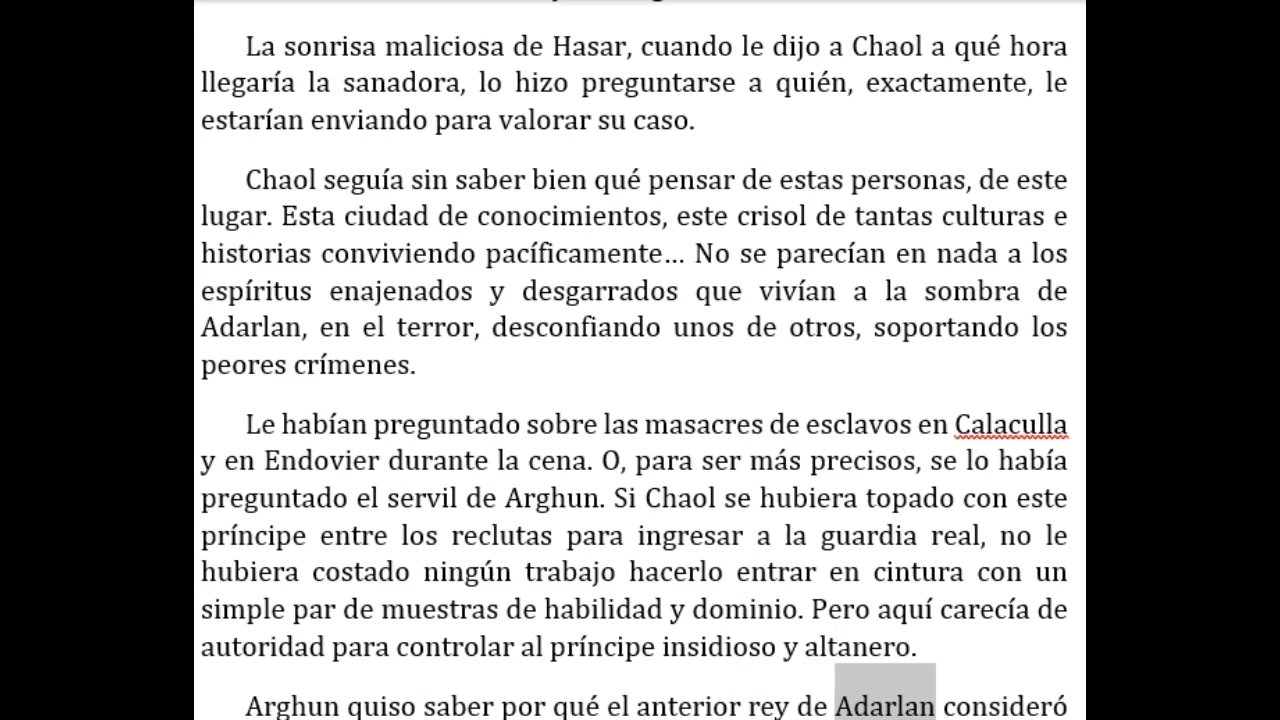 La sonrisa maliciosa de Hasar, cuando le dijo a Chaol a qué hora
llegaría la sanadora, lo hizo preguntarse a quién, exactamente, le
estarían enviando para valorar su caso.
Chaol seguía sin saber bien qué pensar de estas personas, de este
lugar. Esta ciudad de conocimientos, este crisol de tantas culturas e
historias conviviendo pacíficamente… No se parecían en nada a los
espíritus enajenados y desgarrados que vivían a la sombra de
Adarlan, en el terror, desconfiando unos de otros, soportando los
peores crímenes.
Le habían preguntado sobre las masacres de esclavos en Calaculla
y en Endovier durante la cena. O, para ser más precisos, se lo había
preguntado el servil de Arghun. Si Chaol se hubiera topado con este
príncipe entre los reclutas para ingresar a la guardia real, no le
hubiera costado ningún trabajo hacerlo entrar en cintura con un
simple par de muestras de habilidad y dominio. Pero aquí carecía de
autoridad para controlar al príncipe insidioso y altanero.
Arghun quiso saber por qué el anterior rey de Adarlan consideró